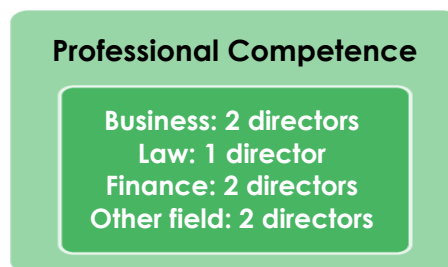 Professional Competence
Business: 2 directors
Law: 1 director
Finance: 2 directors
Other field: 2 directors